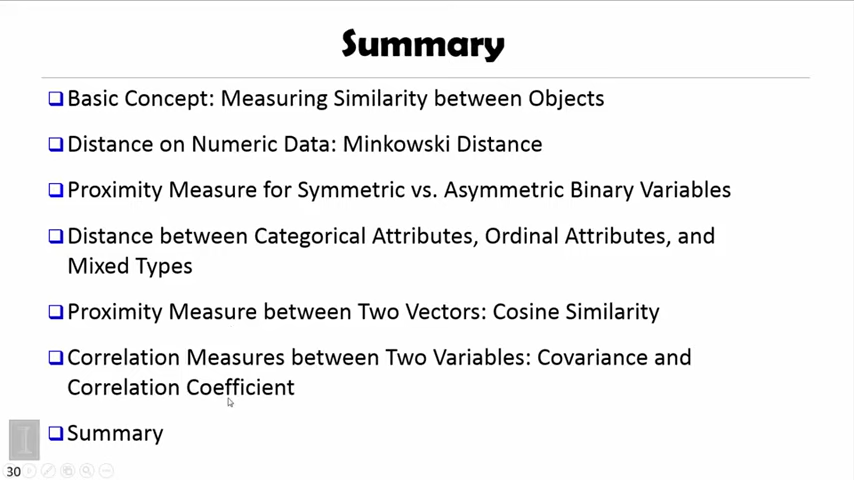 Summary
Basic Concept: Measuring Similarity between Objects
Distance on Numeric Data: Minkowski Distance
Proximity Measure for Symmetric vs. Asymmetric Binary Variables
Distance between Categorical Attributes, Ordinal Attributes, and
Mixed Types
Proximity Measure between Two Vectors: Cosine Similarity
Correlation Measures between Two Variables: Covariance and
Correlation Coefficient
Summary
I
30